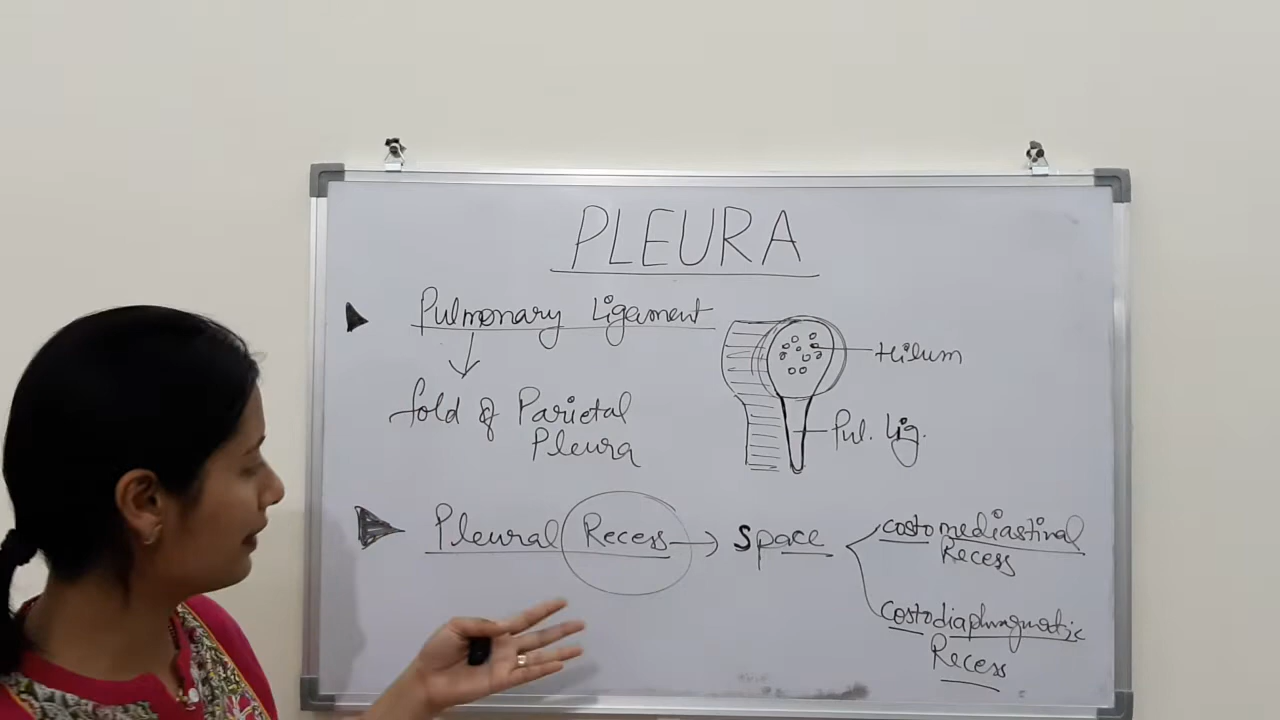 PLEURA
Pulmonary Ligament
fold of Parietal
Pleura
Hilum
Pul. Lig.
Pleural Recess → Space
costomediastinal
Recess
costodiaphragmatic
Recess